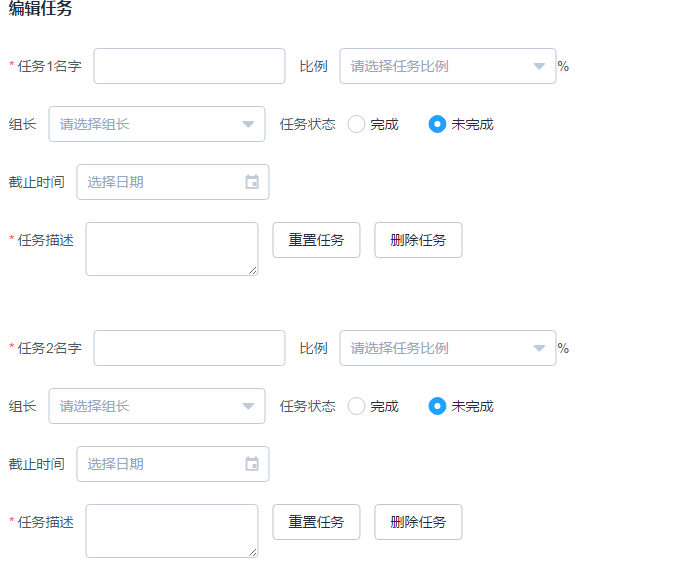 编辑任务
* 任务1名字 比例 请选择任务比例 %
组长 请选择组长 任务状态 完成 未完成
截止时间 选择日期
* 任务描述 重置任务 删除任务
* 任务2名字 比例 请选择任务比例 %
组长 请选择组长 任务状态 完成 未完成
截止时间 选择日期
* 任务描述 重置任务 删除任务